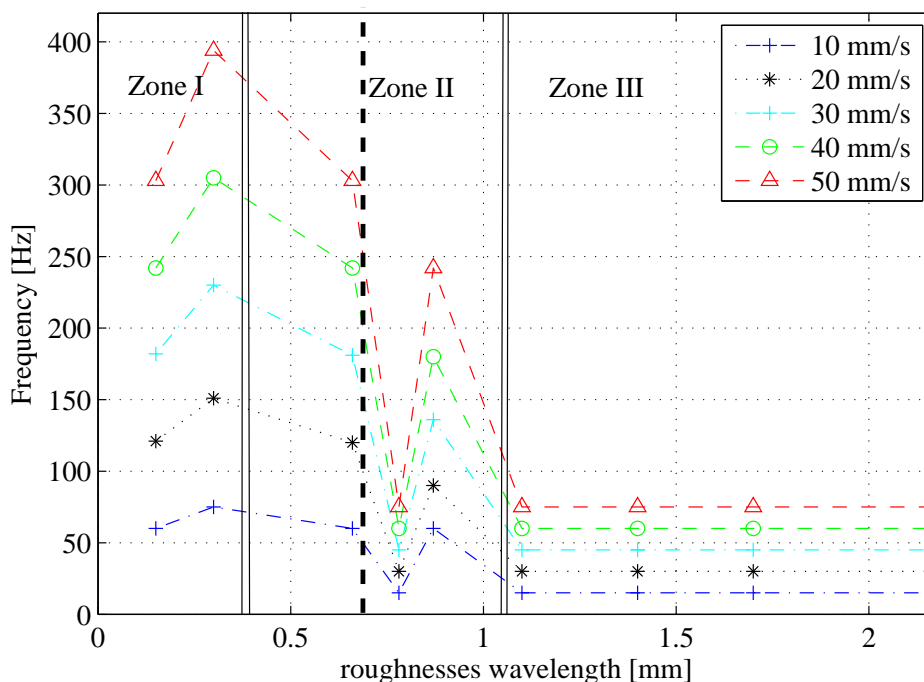 400
350
300
250
200
150
100
50
0
Frequency [Hz]
Zone I
Zone II
Zone III
10 mm/s
20 mm/s
30 mm/s
40 mm/s
50 mm/s
0 0.5 1 1.5 2
roughnesses wavelength [mm]